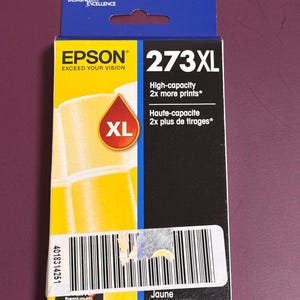 EXCELLENCE
EPSON®
EXCEED YOUR VISION
273XL
High-capacity
2x more prints*
Haute-capacité
2x plus de tirages*
XL
4018314251
Jaune